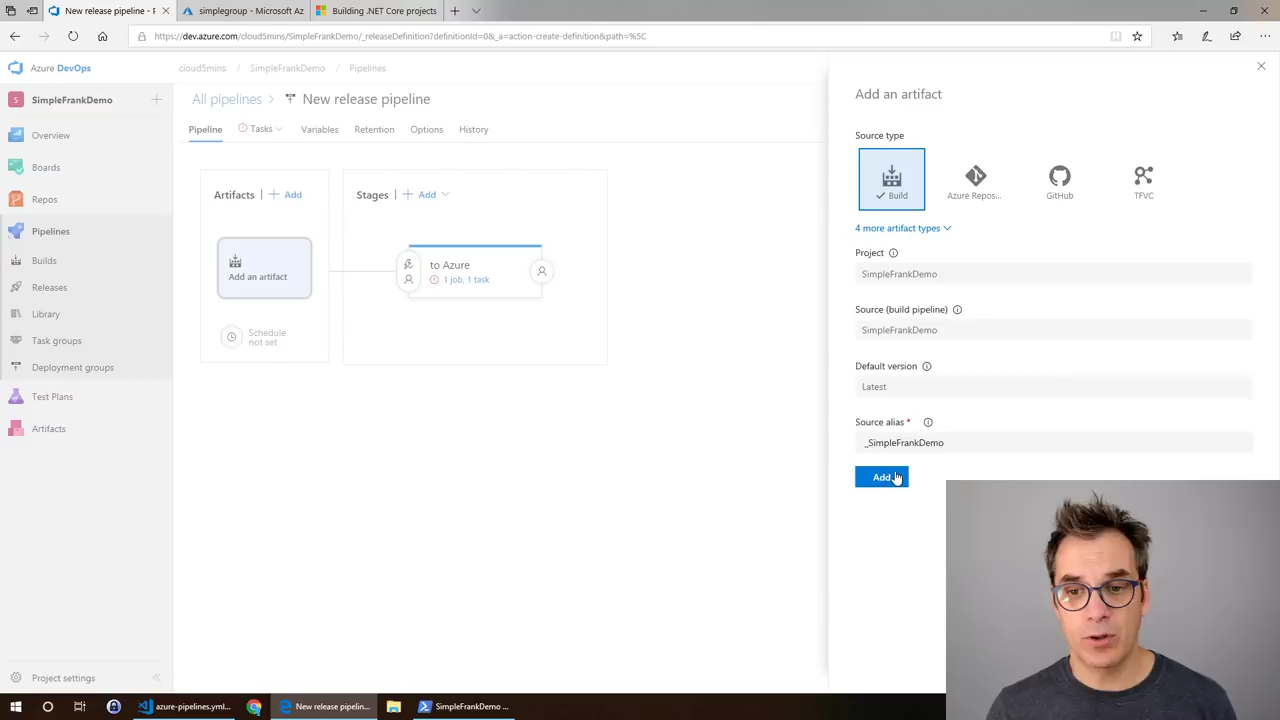 New release pipeline - P
simplegroup - Microsoft Az
Building .NET Core projects
https://dev.azure.com/cloud5mins/SimpleFrankDemo/_releaseDefinition?definitionId=0&_a=action-create-definition&path=%5C
Azure DevOps
cloud5mins / SimpleFrankDemo / Pipelines
S SimpleFrankDemo
Overview
Boards
Repos
Pipelines
Builds
Releases
Library
Task groups
Deployment groups
Test Plans
Artifacts
Project settings
All pipelines > New release pipeline
Pipeline Tasks Variables Retention Options History
Artifacts | + Add
Add an artifact
Schedule
not set
Stages | + Add
to Azure
1 job, 1 task
Add an artifact
Source type
Build
Azure Repos...
GitHub
TFVC
4 more artifact types
Project
SimpleFrankDemo
Source (build pipeline)
SimpleFrankDemo
Default version
Latest
Source alias *
_SimpleFrankDemo
Add
azure-pipelines.yml...
New release pipelin...
SimpleFrankDemo ...